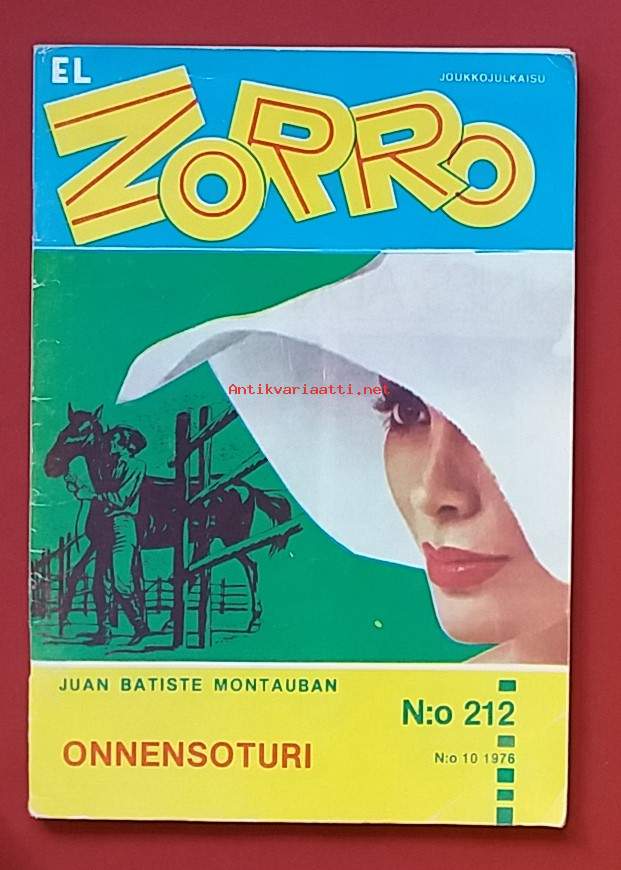 EL
JOUKKOJULKAISU
ZORRO
Antikvariaatti.net
JUAN BATISTE MONTAUBAN
N:o 212
ONNENSOTURI
N:o 10 1976